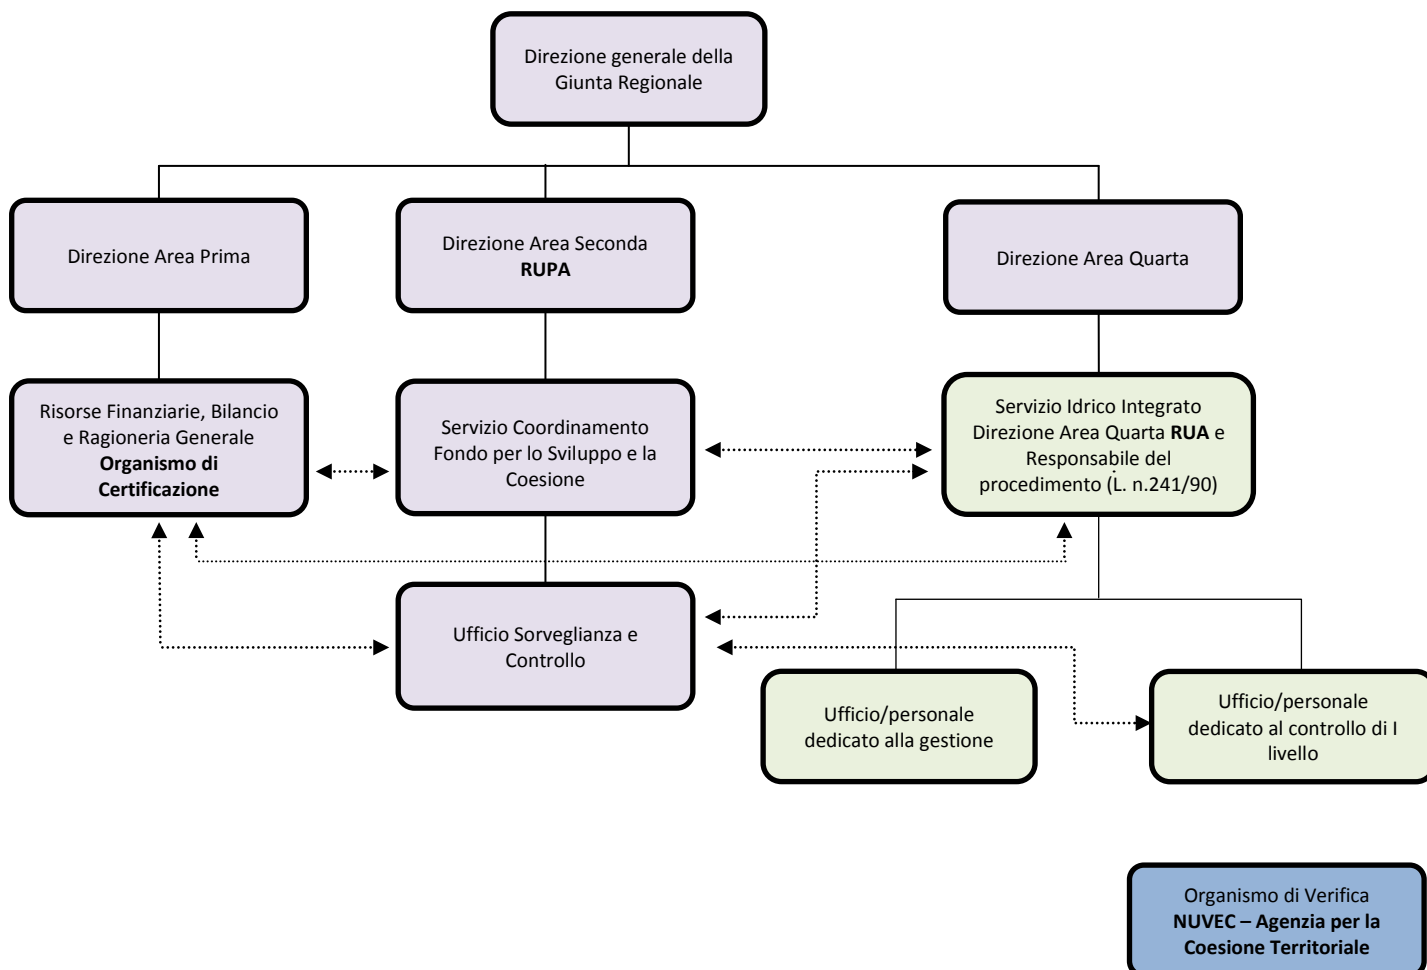 Direzione generale della
Giunta Regionale
Direzione Area Prima
Direzione Area Seconda
RUPA
Direzione Area Quarta
Risorse Finanziarie, Bilancio
e Ragioneria Generale
Organismo di
Certificazione
Servizio Coordinamento
Fondo per lo Sviluppo e la
Coesione
Servizio Idrico Integrato
Direzione Area Quarta RUA e
Responsabile del
procedimento (L. n.241/90)
Ufficio Sorveglianza e
Controllo
Ufficio/personale
dedicato alla gestione
Ufficio/personale
dedicato al controllo di I
livello
Organismo di Verifica
NUVEC – Agenzia per la
Coesione Territoriale